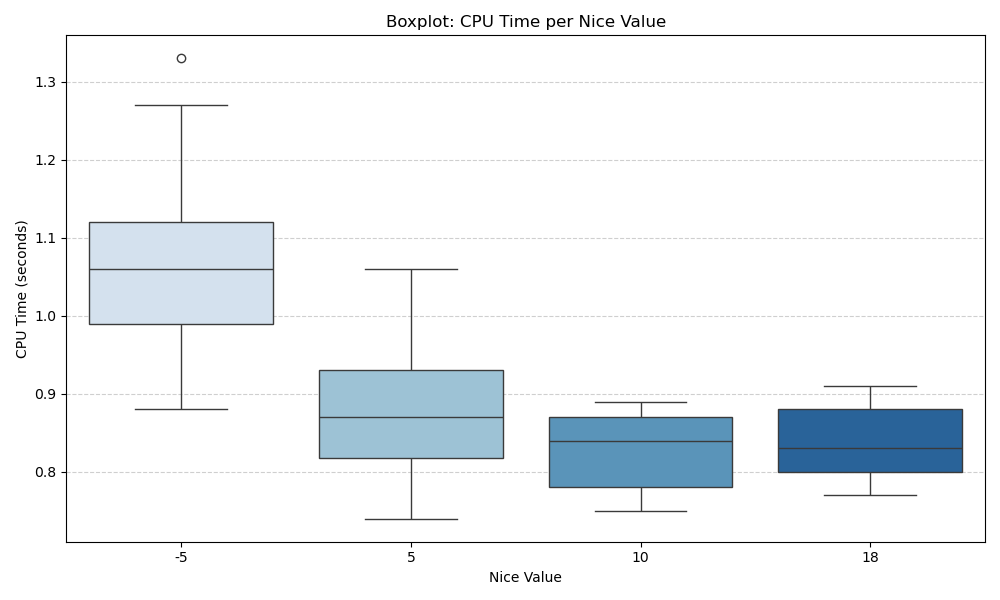 Boxplot: CPU Time per Nice Value
1.3
1.2
1.1
1.0
0.9
0.8
CPU Time (seconds)
-5 5 10 18
Nice Value